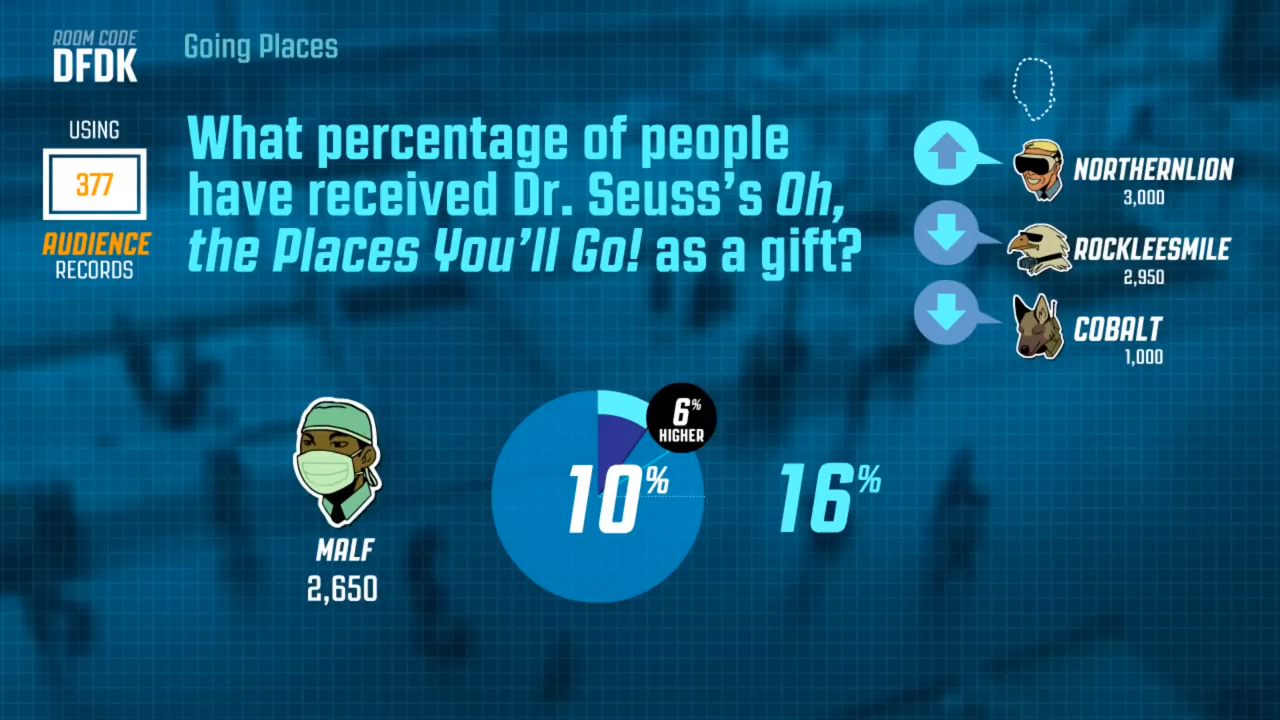 ROOM CODE
DFDK
Going Places
USING
377
AUDIENCE
RECORDS
What percentage of people
have received Dr. Seuss's Oh,
the Places You'll Go! as a gift?
NORTHERNLION
3,000
ROCKLEESMILE
2,950
COBALT
1,000
6%
HIGHER
10%
16%
MALF
2,650